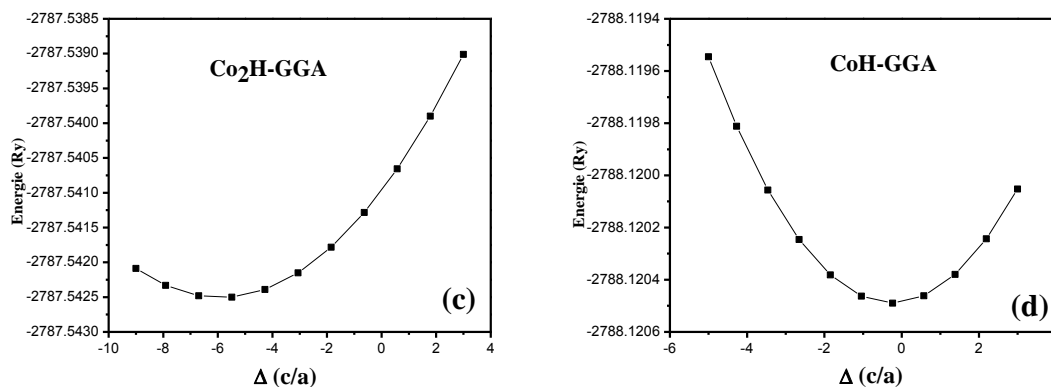 -2787.5385
-2787.5390
-2787.5395
-2787.5400
-2787.5405
-2787.5410
-2787.5415
-2787.5420
-2787.5425
-2787.5430
Energie (Ry)
Co2H-GGA
(c)
-10 -8 -6 -4 -2 0 2 4
Δ (c/a)
-2788.1194
-2788.1196
-2788.1198
-2788.1200
-2788.1202
-2788.1204
-2788.1206
Energie (Ry)
CoH-GGA
(d)
-6 -4 -2 0 2
Δ (c/a)